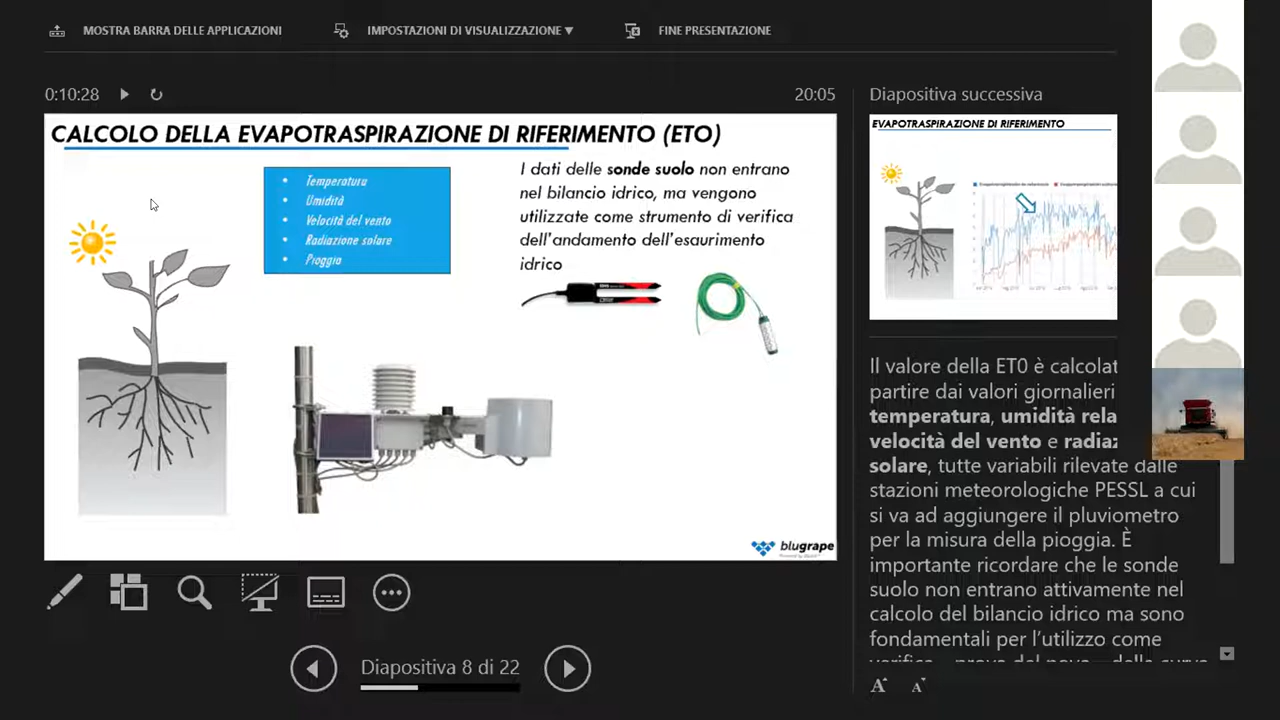 MOSTRA BARRA DELLE APPLICAZIONI
IMPOSTAZIONI DI VISUALIZZAZIONE
FINE PRESENTAZIONE
0:10:28
20:05
CALCOLO DELLA EVAPOTRASPIRAZIONE DI RIFERIMENTO (ETO)
• Temperatura
• Umidità
• Velocità del vento
• Radiazione solare
• Pioggia
I dati delle sonde suolo non entrano
nel bilancio idrico, ma vengono
utilizzate come strumento di verifica
dell'andamento dell'esaurimento
idrico
blugrape
Diapositiva 8 di 22
Diapositiva successiva
EVAPOTRASPIRAZIONE DI RIFERIMENTO
Il valore della ET0 è calcolat
partire dai valori giornalieri
temperatura, umidità rela
velocità del vento e radiaz
solare, tutte variabili rilevate dalle
stazioni meteorologiche PESSL a cui
si va ad aggiungere il pluviometro
per la misura della pioggia. È
importante ricordare che le sonde
suolo non entrano attivamente nel
calcolo del bilancio idrico ma sono
fondamentali per l'utilizzo come
A A